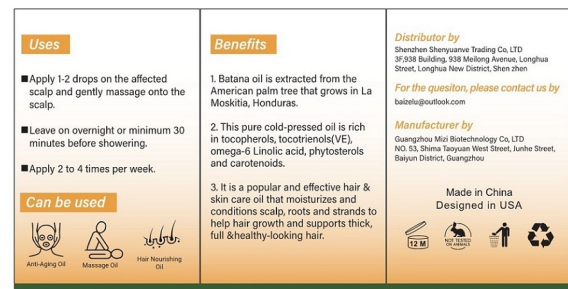 Uses
■Apply 1-2 drops on the affected
scalp and gently massage onto the
scalp.
■Leave on overnight or minimum 30
minutes before showering.
■Apply 2 to 4 times per week.
Can be used
Anti-Aging Oil
Massage Oil
Hair Nourishing
Oil
Benefits
1. Batana oil is extracted from the
American palm tree that grows in La
Moskitia, Honduras.
2. This pure cold-pressed oil is rich
in tocopherols, tocotrienols(VE),
omega-6 Linolic acid, phytosterols
and carotenoids.
3. It is a popular and effective hair &
skin care oil that moisturizes and
conditions scalp, roots and strands to
help hair growth and supports thick,
full &healthy-looking hair.
Distributor by
Shenzhen Shenyuanve Trading Co, LTD
3F,938 Building, 938 Meilong Avenue, Longhua
Street, Longhua New District, Shen zhen
For the quesiton, please contact us by
baizelu@outlook.com
Manufacturer by
Guangzhou Mizi Biotechnology Co, LTD
NO. 53, Shima Taoyuan West Street, Junhe Street,
Baiyun District, Guangzhou
Made in China
Designed in USA
12 M
NOT TESTED
ON ANIMALS